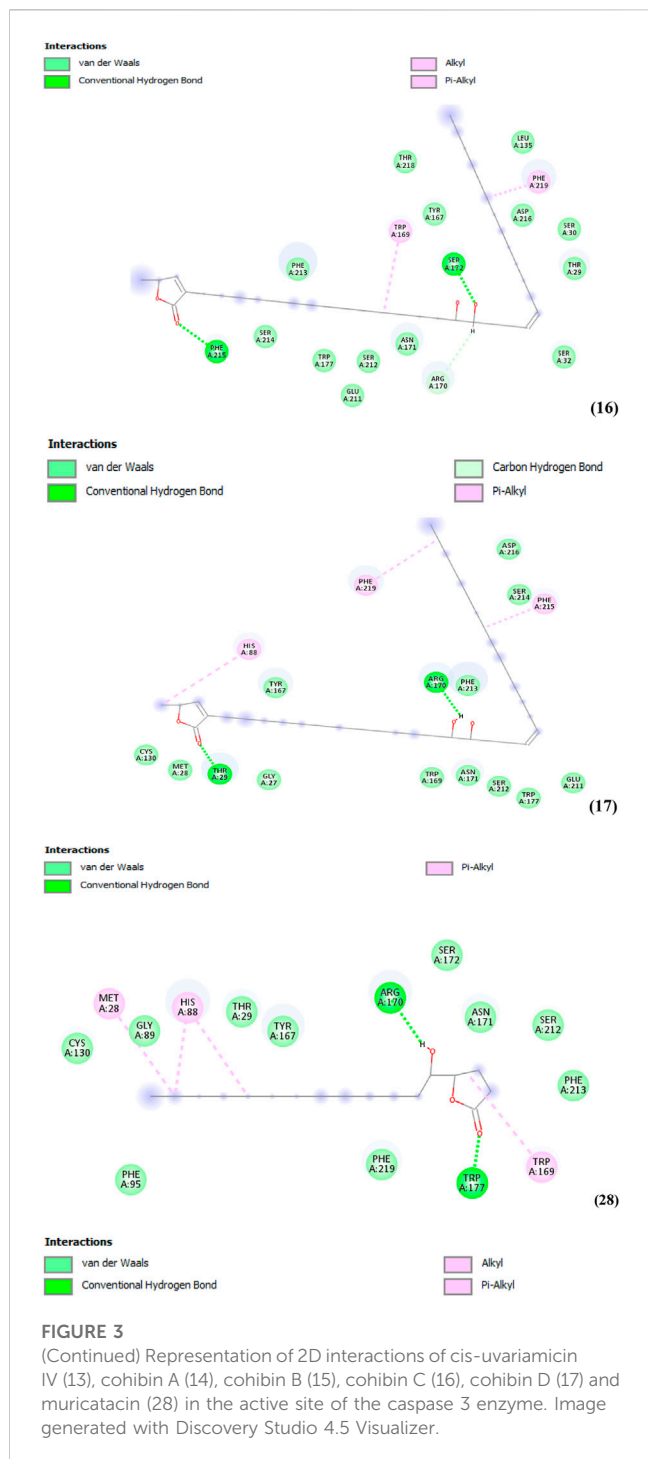 Interactions
van der Waals
Conventional Hydrogen Bond
Alkyl
Pi-Alkyl
LEU A:135
THR A:218
PHE A:219
TYR A:167
ASP A:216
TRP A:169
SER A:30
SER A:172
PHE A:213
THR A:29
O
O
O
O
H
SER A:214
ASN A:171
PHE A:215
TRP A:177
SER A:212
SER A:32
ARG A:170
GLU A:211
(16)
Interactions
van der Waals
Conventional Hydrogen Bond
Carbon Hydrogen Bond
Pi-Alkyl
ASP A:216
PHE A:219
SER A:214
PHE A:215
HIS A:88
TYR A:167
ARG A:170
PHE A:213
H
O
O
O
O
CYS A:130
MET A:28
THR A:29
GLY A:27
TRP A:169
ASN A:171
SER A:212
TRP A:177
GLU A:211
(17)
Interactions
van der Waals
Conventional Hydrogen Bond
Pi-Alkyl
SER A:172
ARG A:170
MET A:28
HIS A:88
THR A:29
ASN A:171
SER A:212
GLY A:89
TYR A:167
CYS A:130
H
O
PHE A:213
O
O
PHE A:219
TRP A:169
PHE A:95
TRP A:177
(28)
Interactions
van der Waals
Conventional Hydrogen Bond
Alkyl
Pi-Alkyl
FIGURE 3
(Continued) Representation of 2D interactions of cis-uvariamicin
IV (13), cohibin A (14), cohibin B (15), cohibin C (16), cohibin D (17) and
muricatacin (28) in the active site of the caspase 3 enzyme. Image
generated with Discovery Studio 4.5 Visualizer.